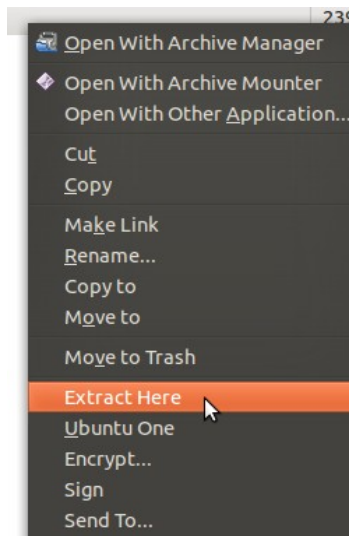 239
Open With Archive Manager
Open With Archive Mounter
Open With Other Application...
Cut
Copy
Make Link
Rename...
Copy to
Move to
Move to Trash
Extract Here
Ubuntu One
Encrypt...
Sign
Send To...